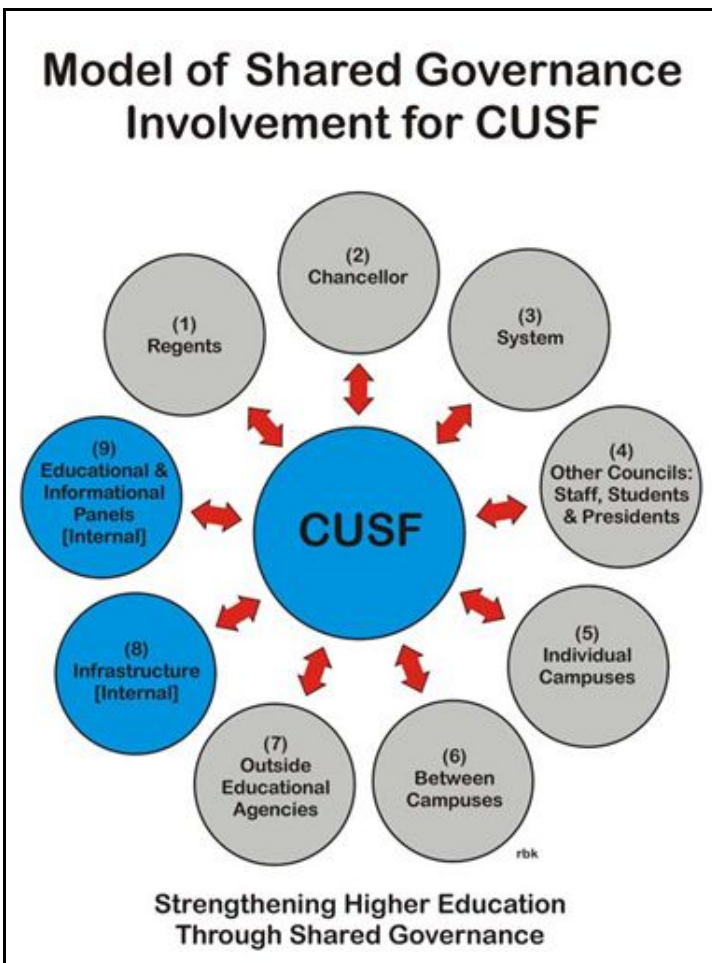 Model of Shared Governance
Involvement for CUSF
(1)
Regents
(2)
Chancellor
(3)
System
(4)
Other Councils:
Staff, Students
& Presidents
(5)
Individual
Campuses
(6)
Between
Campuses
(7)
Outside
Educational
Agencies
(8)
Infrastructure
[Internal]
(9)
Educational &
Informational
Panels
[Internal]
CUSF
rbk
Strengthening Higher Education
Through Shared Governance